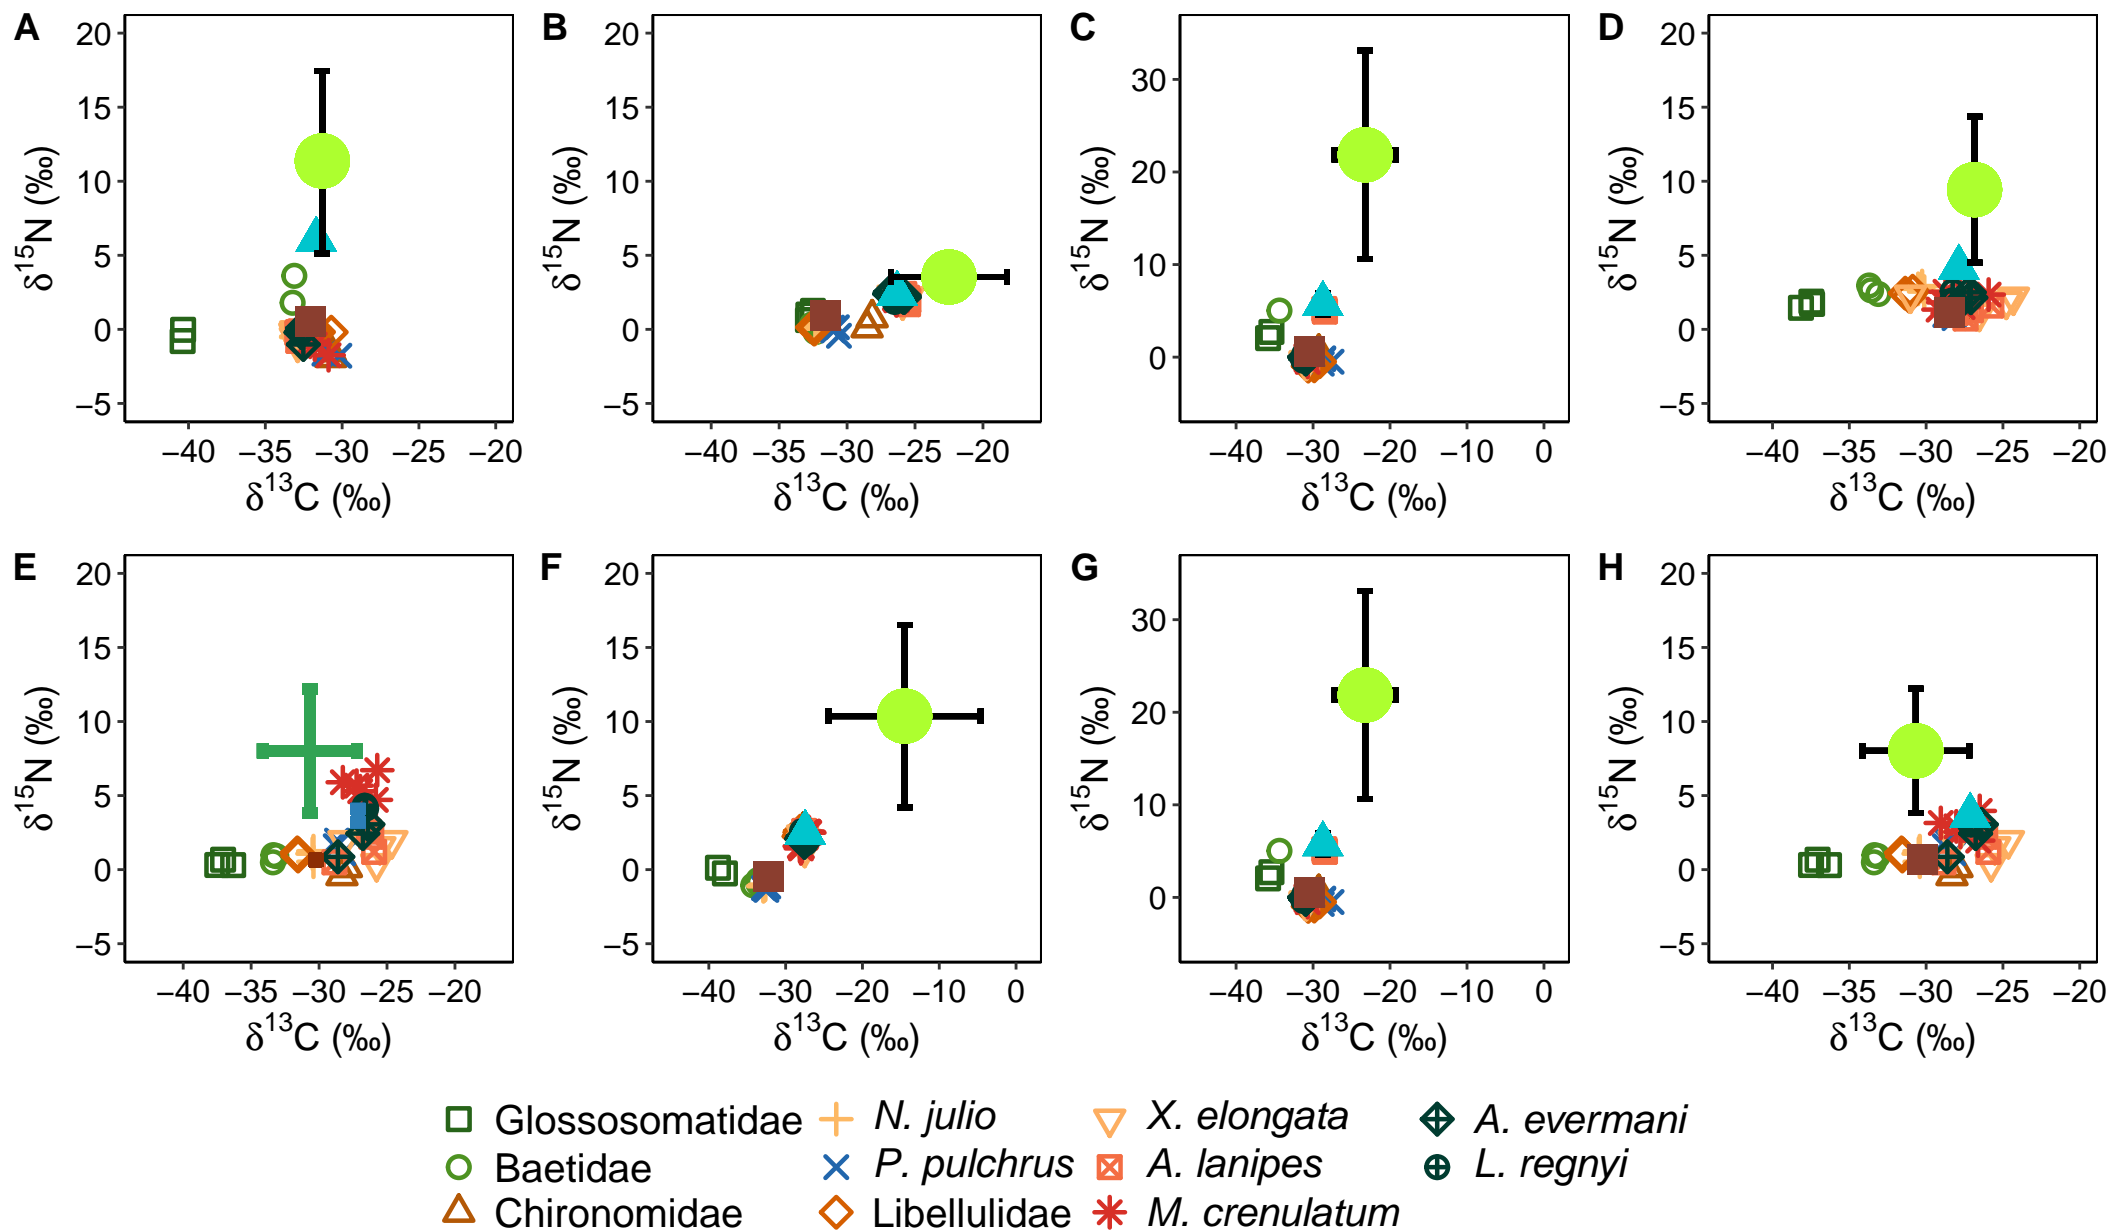 A
20
15
10
5
0
−5
δ¹⁵N (‰)
−40 −35 −30 −25 −20
δ¹³C (‰)
B
20
15
10
5
0
−5
δ¹⁵N (‰)
−40 −35 −30 −25 −20
δ¹³C (‰)
C
30
20
10
0
δ¹⁵N (‰)
−40 −30 −20 −10 0
δ¹³C (‰)
D
20
15
10
5
0
−5
δ¹⁵N (‰)
−40 −35 −30 −25 −20
δ¹³C (‰)
E
20
15
10
5
0
−5
δ¹⁵N (‰)
−40 −35 −30 −25 −20
δ¹³C (‰)
F
20
15
10
5
0
−5
δ¹⁵N (‰)
−40 −30 −20 −10 0
δ¹³C (‰)
G
30
20
10
0
δ¹⁵N (‰)
−40 −30 −20 −10 0
δ¹³C (‰)
H
20
15
10
5
0
−5
δ¹⁵N (‰)
−40 −35 −30 −25 −20
δ¹³C (‰)
Glossosomatidae N. julio X. elongata A. evermani
Baetidae P. pulchrus A. lanipes L. regnyi
Chironomidae Libellulidae M. crenulatum